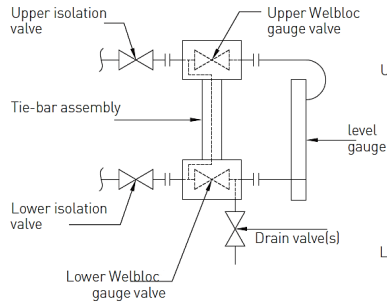 Upper isolation
valve
Upper Welbloc
gauge valve
U
Tie-bar assembly
level
gauge
Lower isolation
valve
Drain valve(s)
L
Lower Welbloc
gauge valve